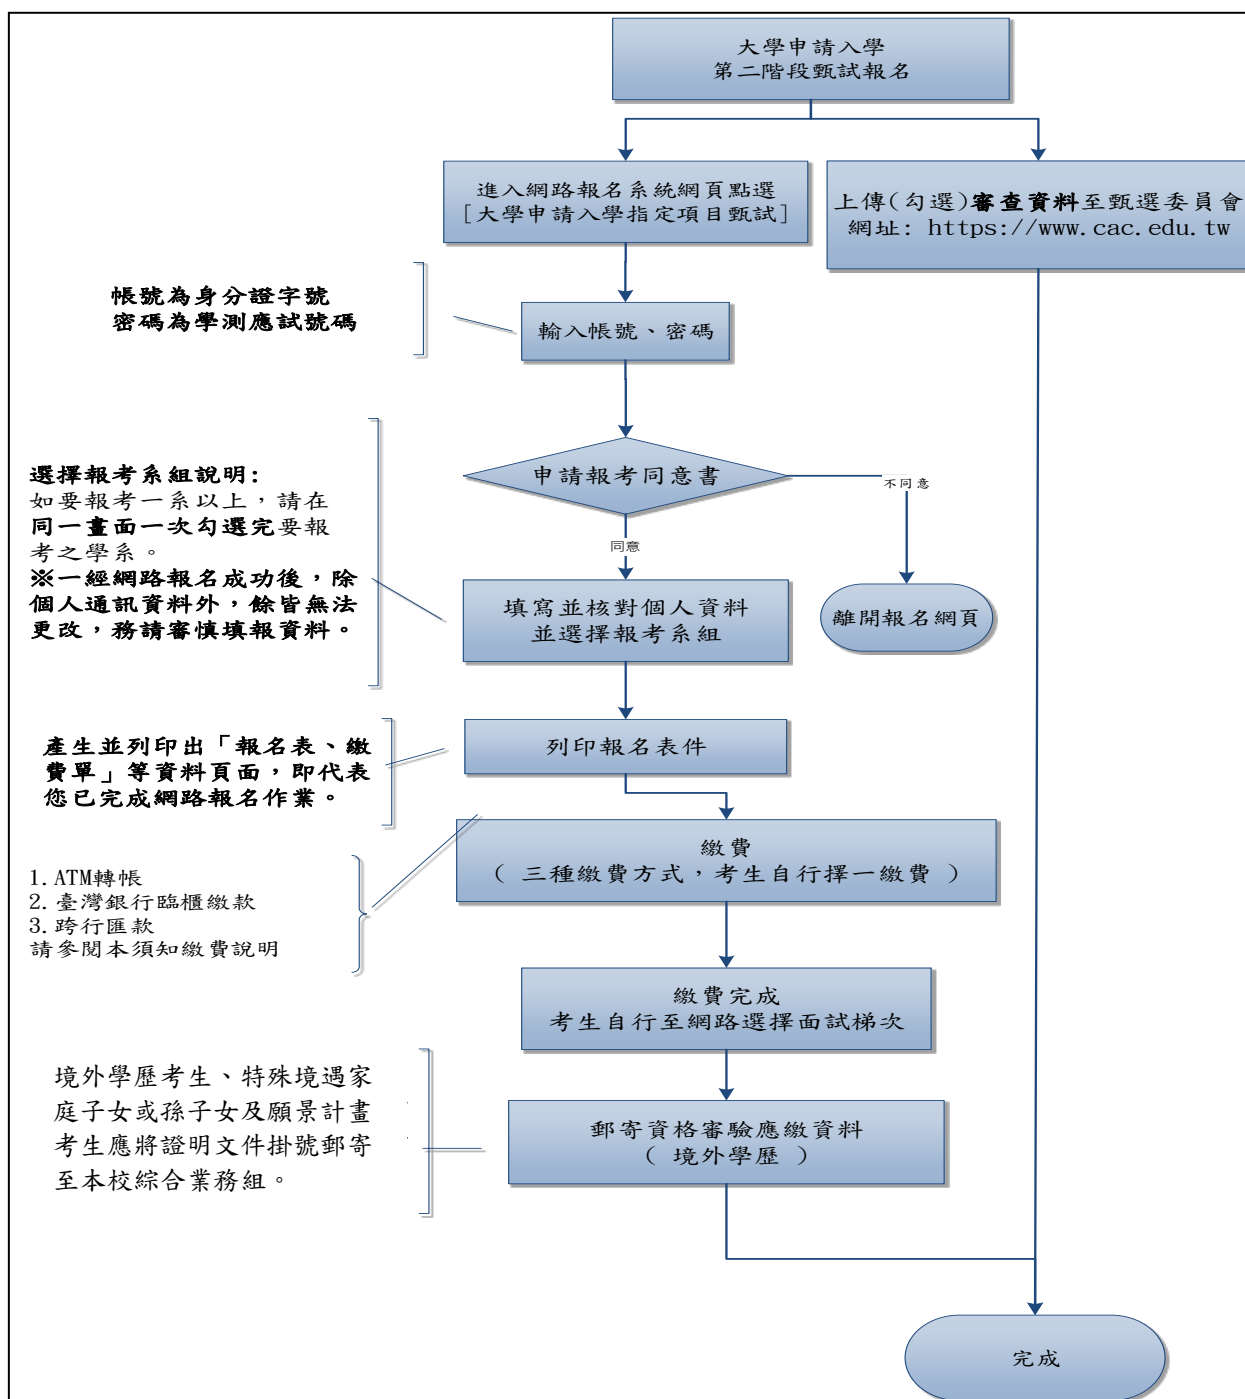 大學申請入學
第二階段甄試報名
進入網路報名系統網頁點選
[大學申請入學指定項目甄試]
上傳(勾選)審查資料至甄選委員會
網址: https://www.cac.edu.tw
帳號為身分證字號
密碼為學測應試號碼
輸入帳號、密碼
申請報考同意書
不同意
同意
選擇報考系組說明:
如要報考一系以上，請在
同一畫面一次勾選完要報
考之學系。
※一經網路報名成功後，除
個人通訊資料外，餘皆無法
更改，務請審慎填報資料。
填寫並核對個人資料
並選擇報考系組
離開報名網頁
產生並列印出「報名表、繳
費單」等資料頁面，即代表
您已完成網路報名作業。
列印報名表件
繳費
( 三種繳費方式，考生自行擇一繳費 )
1. ATM轉帳
2. 臺灣銀行臨櫃繳款
3. 跨行匯款
請參閱本須知繳費說明
繳費完成
考生自行至網路選擇面試梯次
境外學歷考生、特殊境遇家
庭子女或孫子女及願景計畫
考生應將證明文件掛號郵寄
至本校綜合業務組。
郵寄資格審驗應繳資料
( 境外學歷 )
完成